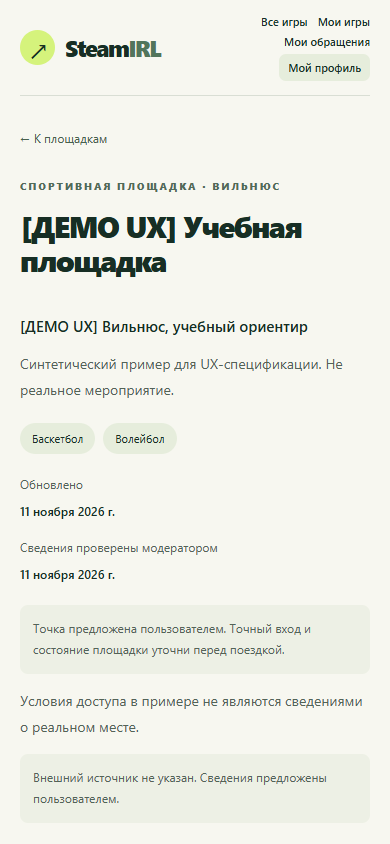 Все игры Мои игры
SteamIRL
Мои обращения
Мой профиль
← К площадкам
СПОРТИВНАЯ ПЛОЩАДКА · ВИЛЬНЮС
[ДЕМО UX] Учебная
площадка
[ДЕМО UX] Вильнюс, учебный ориентир
Синтетический пример для UX-спецификации. Не
реальное мероприятие.
Баскетбол Волейбол
Обновлено
11 ноября 2026 г.
Сведения проверены модератором
11 ноября 2026 г.
Точка предложена пользователем. Точный вход и
состояние площадки уточни перед поездкой.
Условия доступа в примере не являются сведениями
о реальном месте.
Внешний источник не указан. Сведения предложены
пользователем.